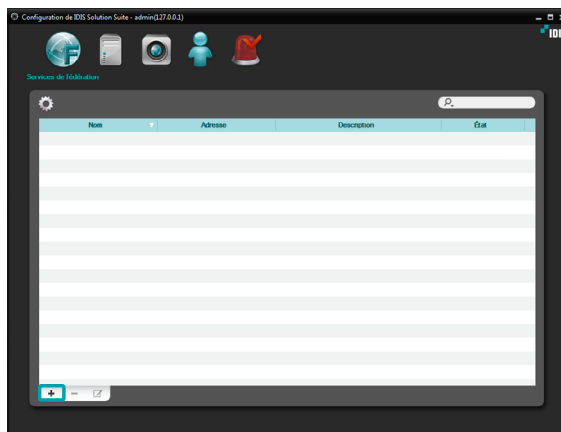 Configuration de IDIS Solution Suite - admin(127.0.0.1)
IDI
Services de fédération
Nom
Adresse
Description
État